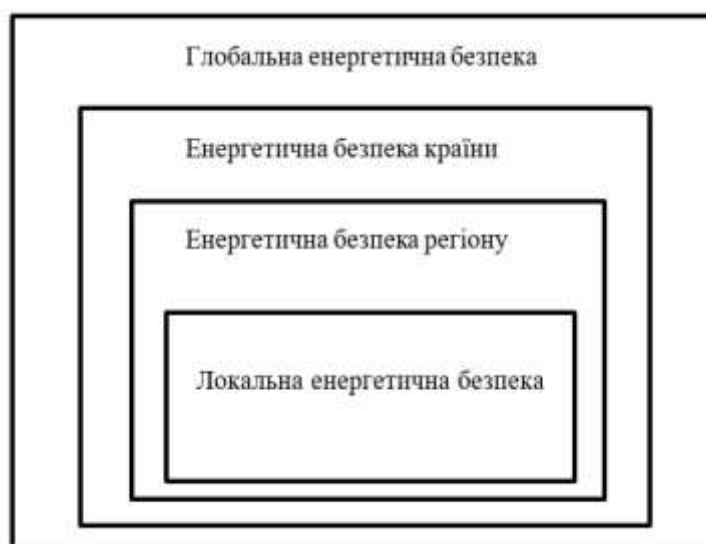 Глобальна енергетична безпека
Енергетична безпека країни
Енергетична безпека регіону
Локальна енергетична безпека